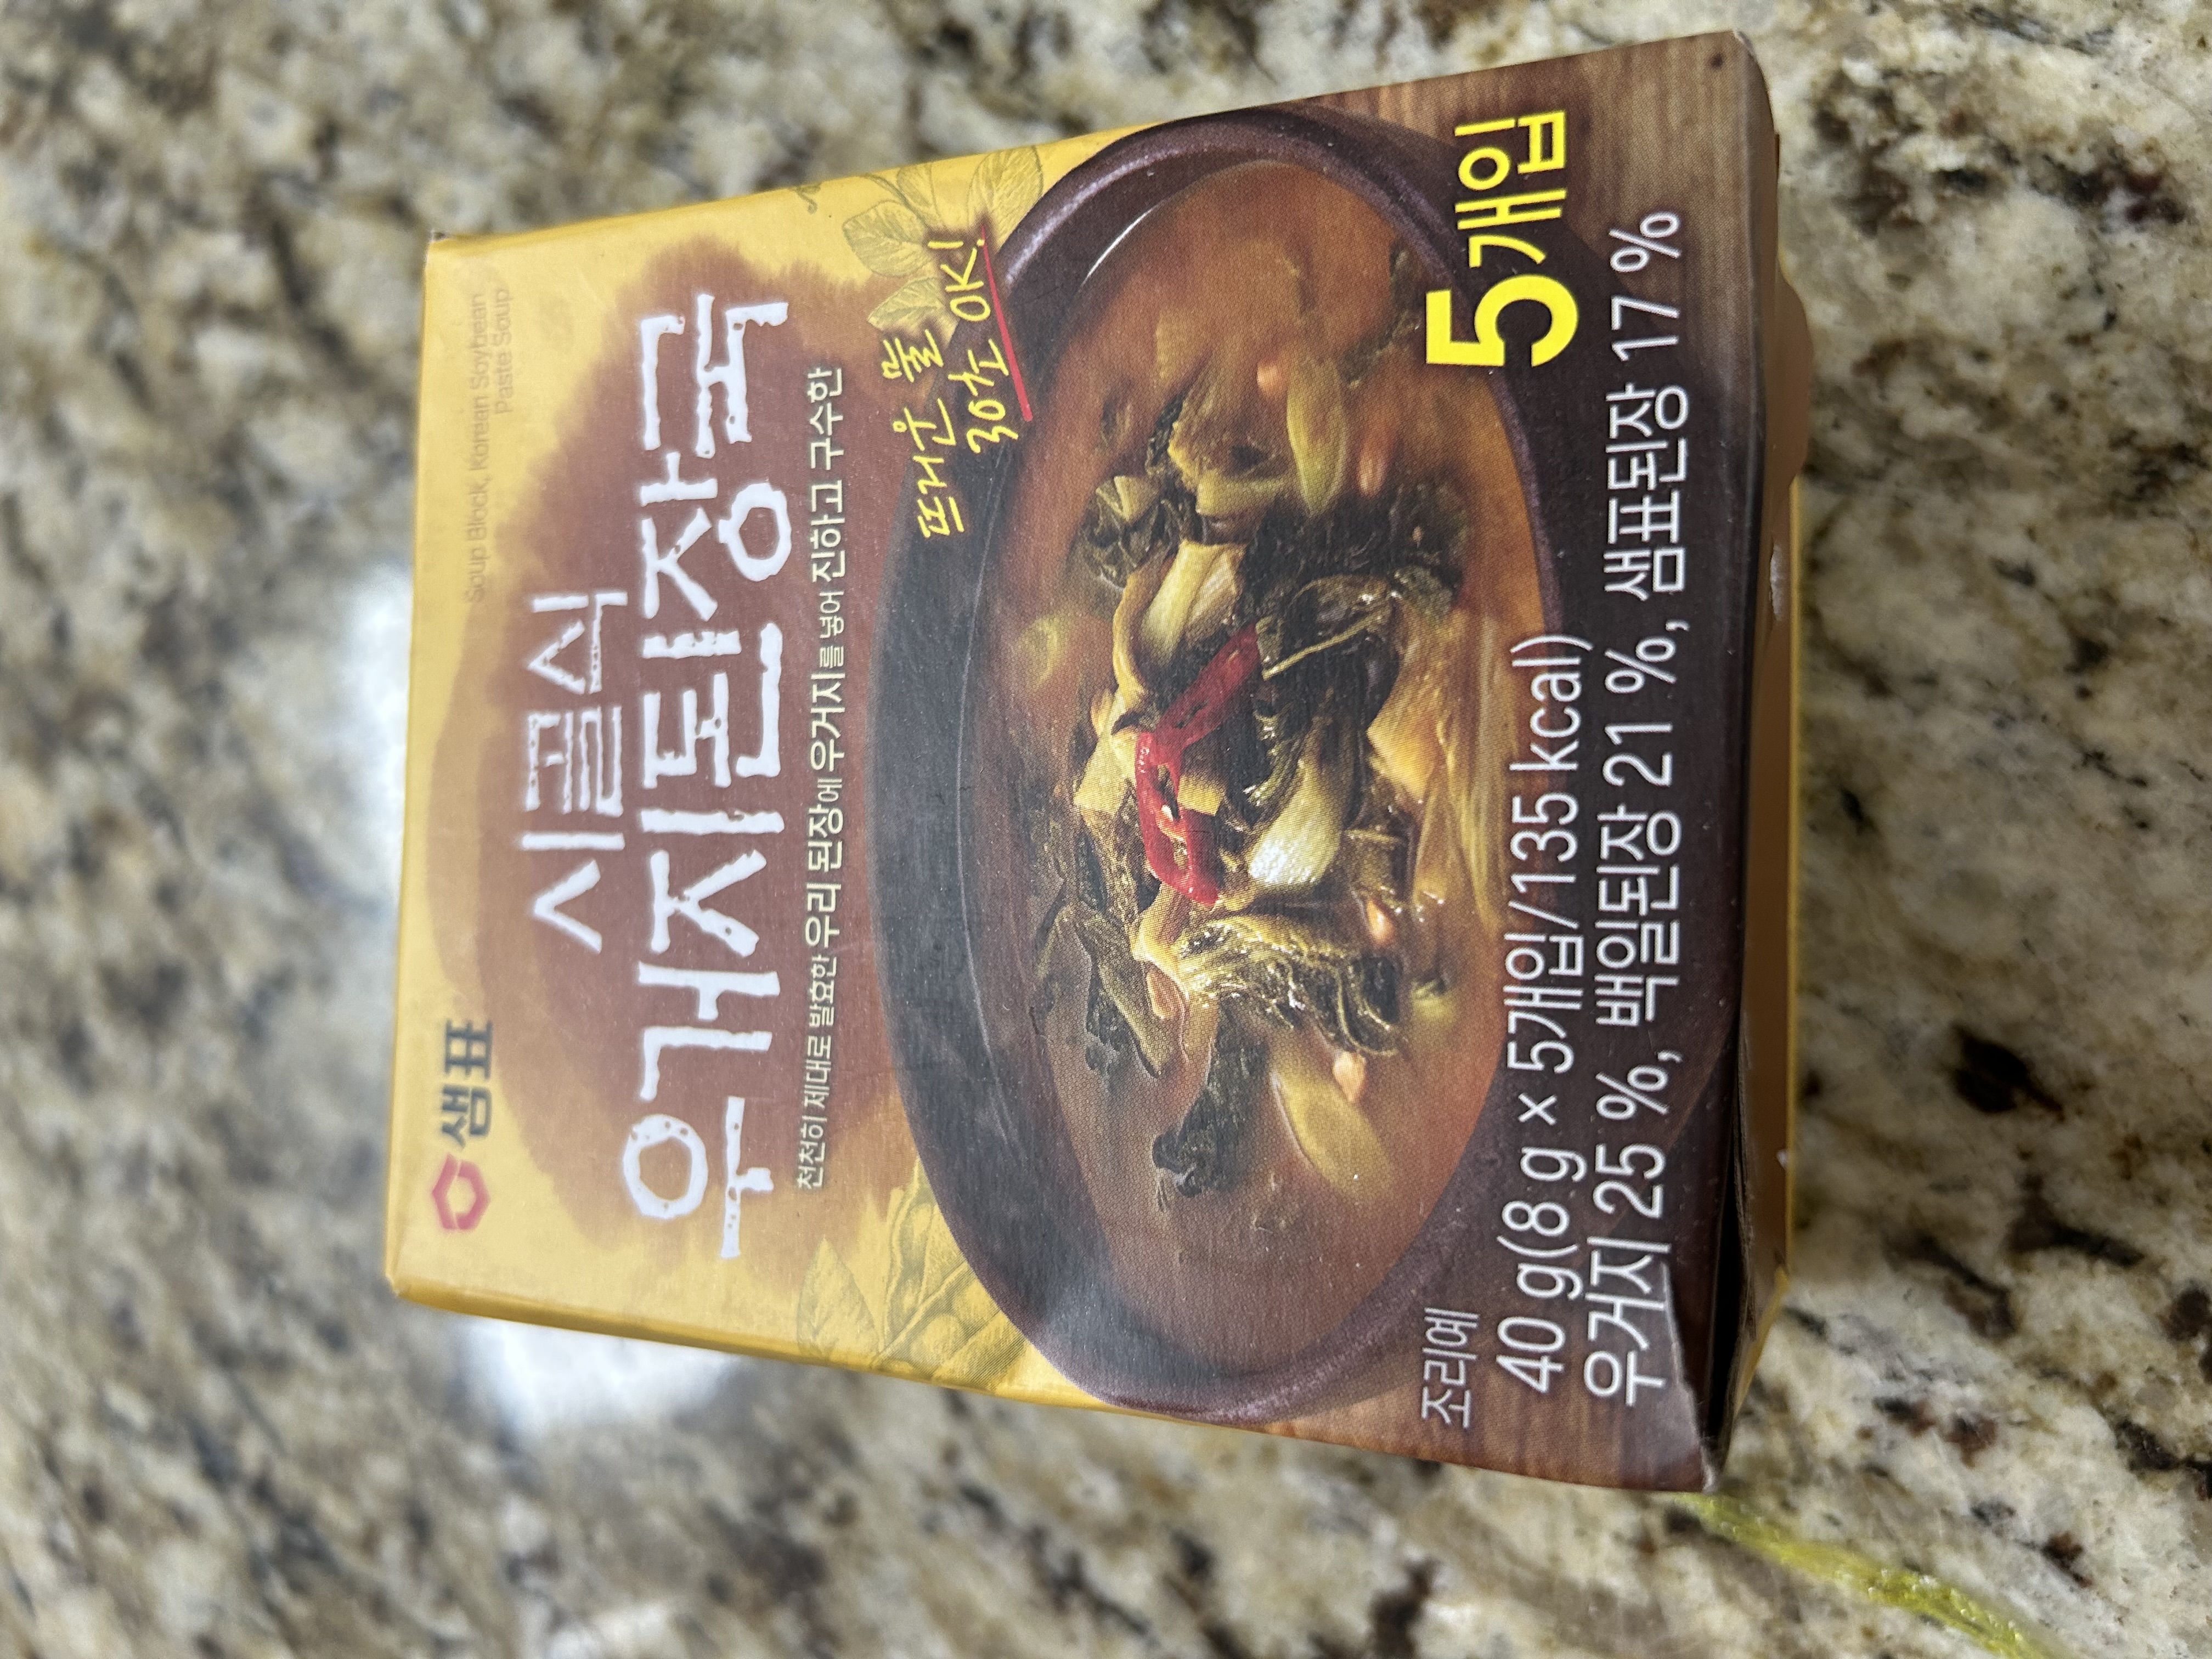 샘표
Soup Block, Korean Soybean
Paste Soup
시골식
우거지된장국
천천히 제대로 발효한 우리 된장에 우거지를 넣어 진하고 구수한
뜨거운 물
30초 OK!
조리예
5개입
40 g(8 g × 5개입/135 kcal)
우거지 25 %, 백일된장 21 %, 샘표된장 17 %